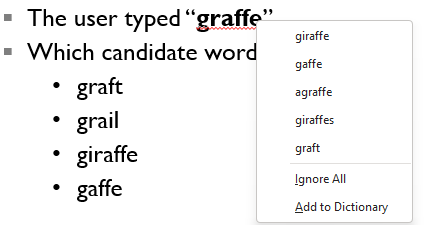 The user typed “graffe”
Which candidate word
graft
grail
giraffe
gaffe
giraffe
gaffe
agraffe
giraffes
graft
Ignore All
Add to Dictionary